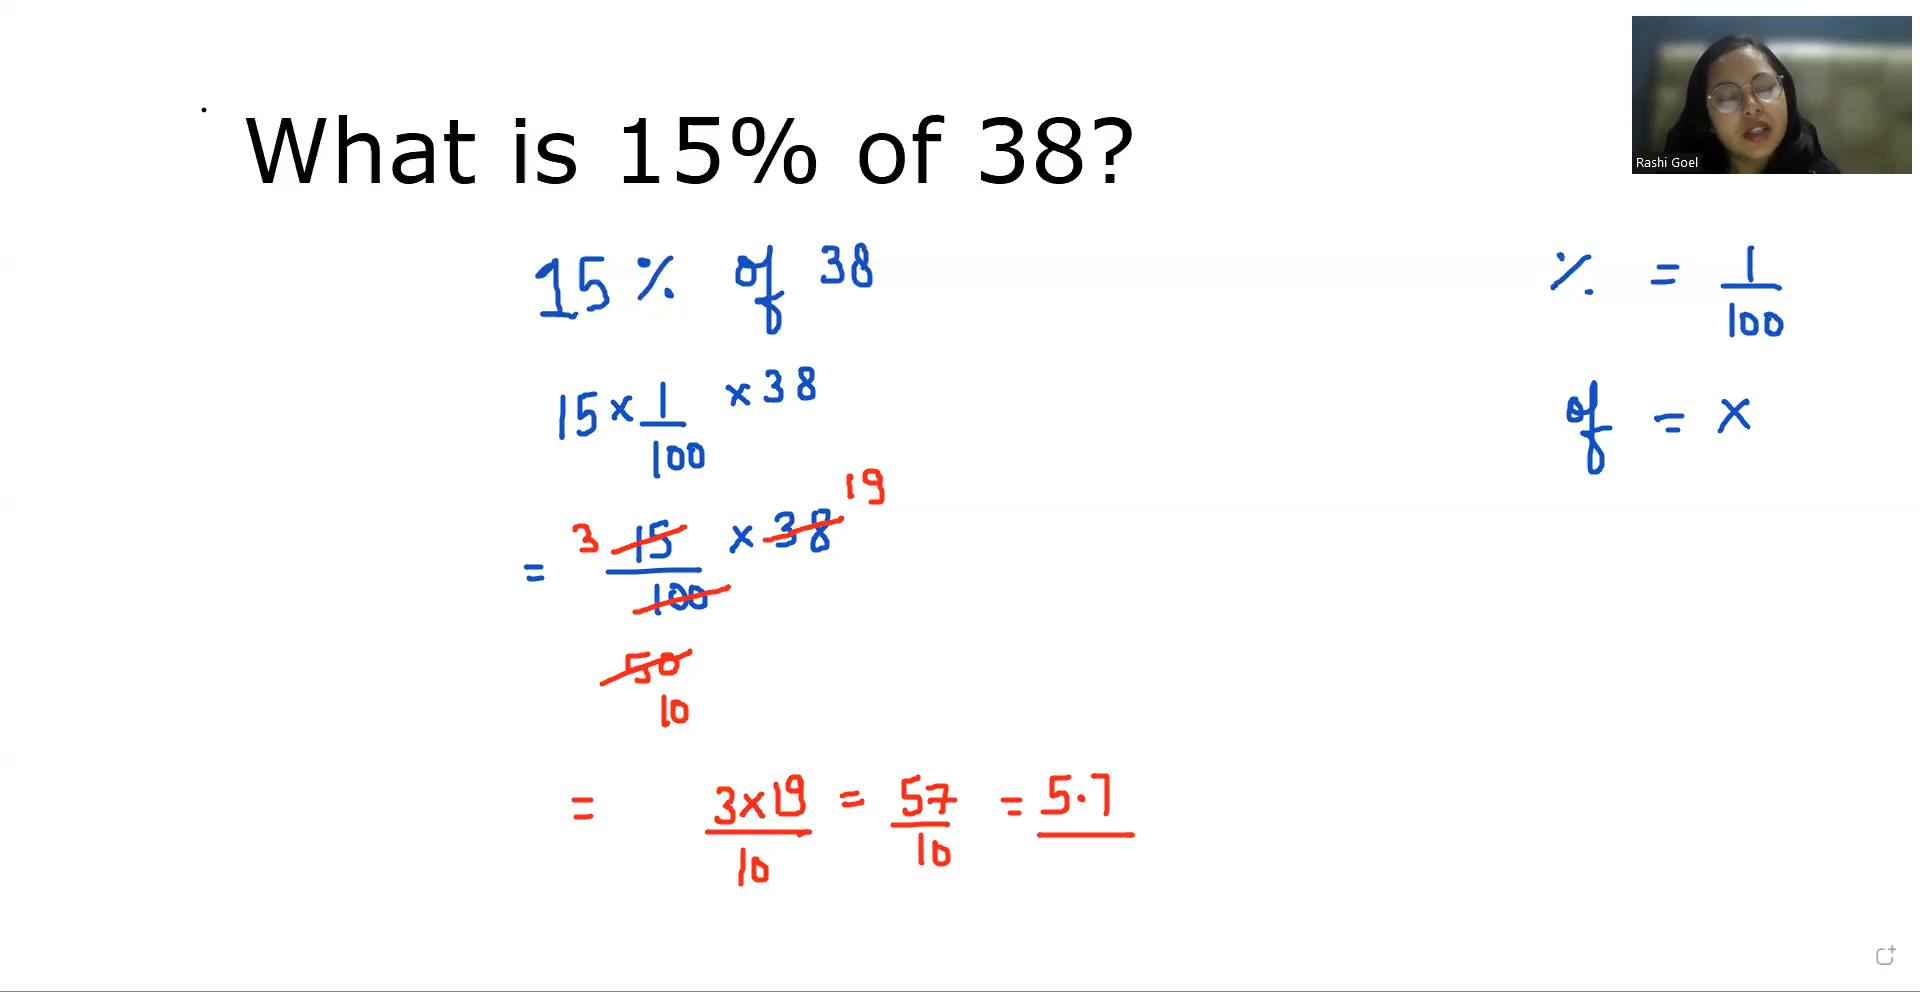 What is 15% of 38?
Rashi Goel
15 % of 38
% = 1/100
15 × 1/100 × 38
of = ×
= 3 15/100 × 38 19
50
10
= 3×19/10 = 57/10 = 5.7